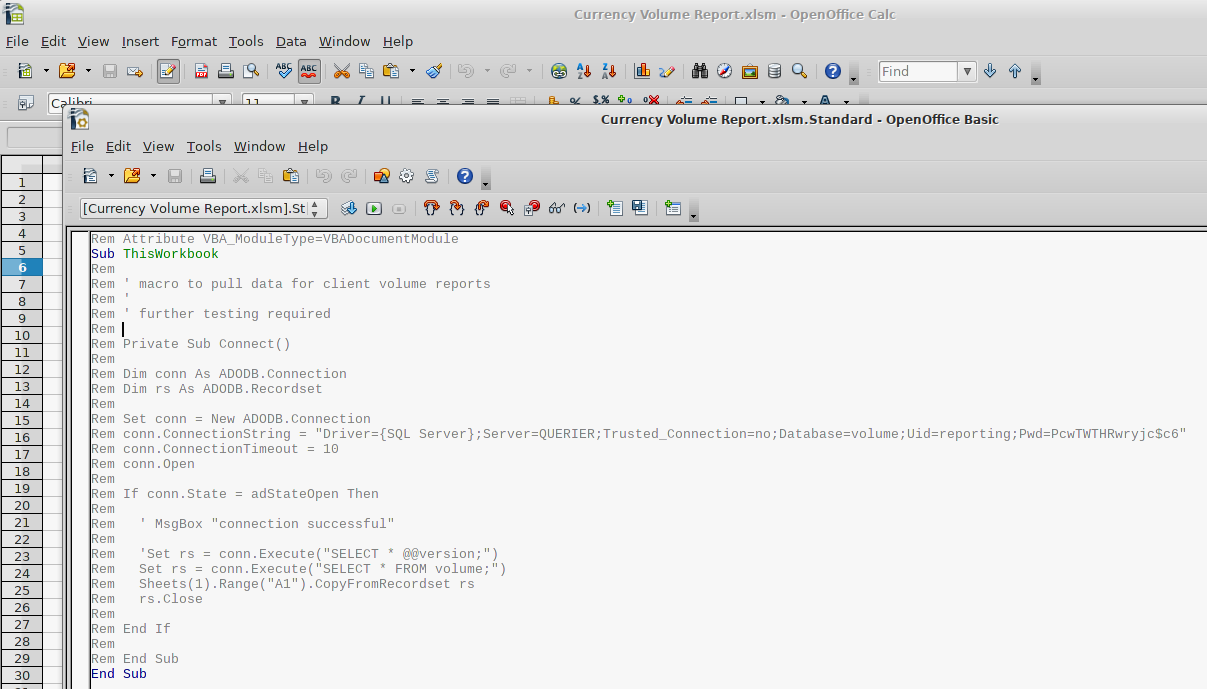 Currency Volume Report.xlsm - OpenOffice Calc
File Edit View Insert Format Tools Data Window Help
Find
Calibri 11
Currency Volume Report.xlsm.Standard - OpenOffice Basic
File Edit View Tools Window Help
[Currency Volume Report.xlsm].St
1
2
3
4
5
6
7
8
9
10
11
12
13
14
15
16
17
18
19
20
21
22
23
24
25
26
27
28
29
30
Rem Attribute VBA_ModuleType=VBADocumentModule
Sub ThisWorkbook
Rem
Rem ' macro to pull data for client volume reports
Rem '
Rem ' further testing required
Rem
Rem Private Sub Connect()
Rem
Rem Dim conn As ADODB.Connection
Rem Dim rs As ADODB.Recordset
Rem
Rem Set conn = New ADODB.Connection
Rem conn.ConnectionString = "Driver={SQL Server};Server=QUERIER;Trusted_Connection=no;Database=volume;Uid=reporting;Pwd=PcwTWTHRwryjc$c6"
Rem conn.ConnectionTimeout = 10
Rem conn.Open
Rem
Rem If conn.State = adStateOpen Then
Rem
Rem   ' MsgBox "connection successful"
Rem
Rem   'Set rs = conn.Execute("SELECT * @@version;")
Rem   Set rs = conn.Execute("SELECT * FROM volume;")
Rem   Sheets(1).Range("A1").CopyFromRecordset rs
Rem   rs.Close
Rem
Rem End If
Rem
Rem End Sub
End Sub